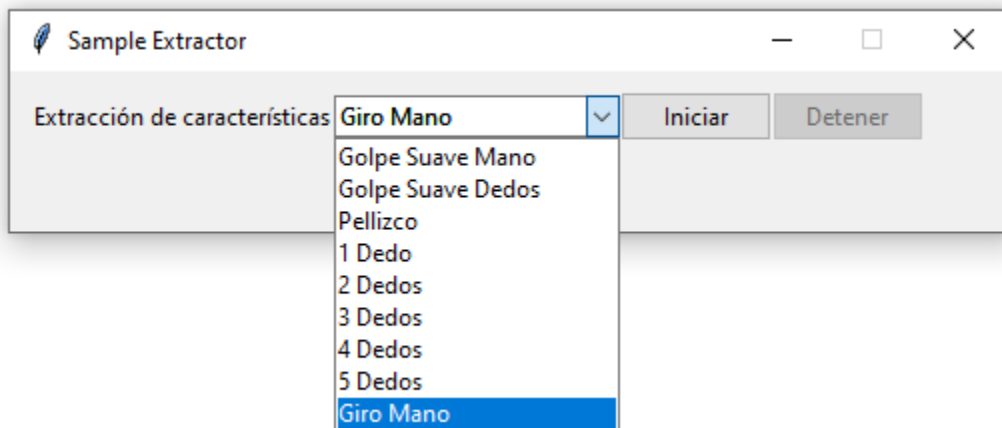 Sample Extractor
Extracción de característícas Giro Mano Iniciar Detener
Golpe Suave Mano
Golpe Suave Dedos
Pellizco
1 Dedo
2 Dedos
3 Dedos
4 Dedos
5 Dedos
Giro Mano